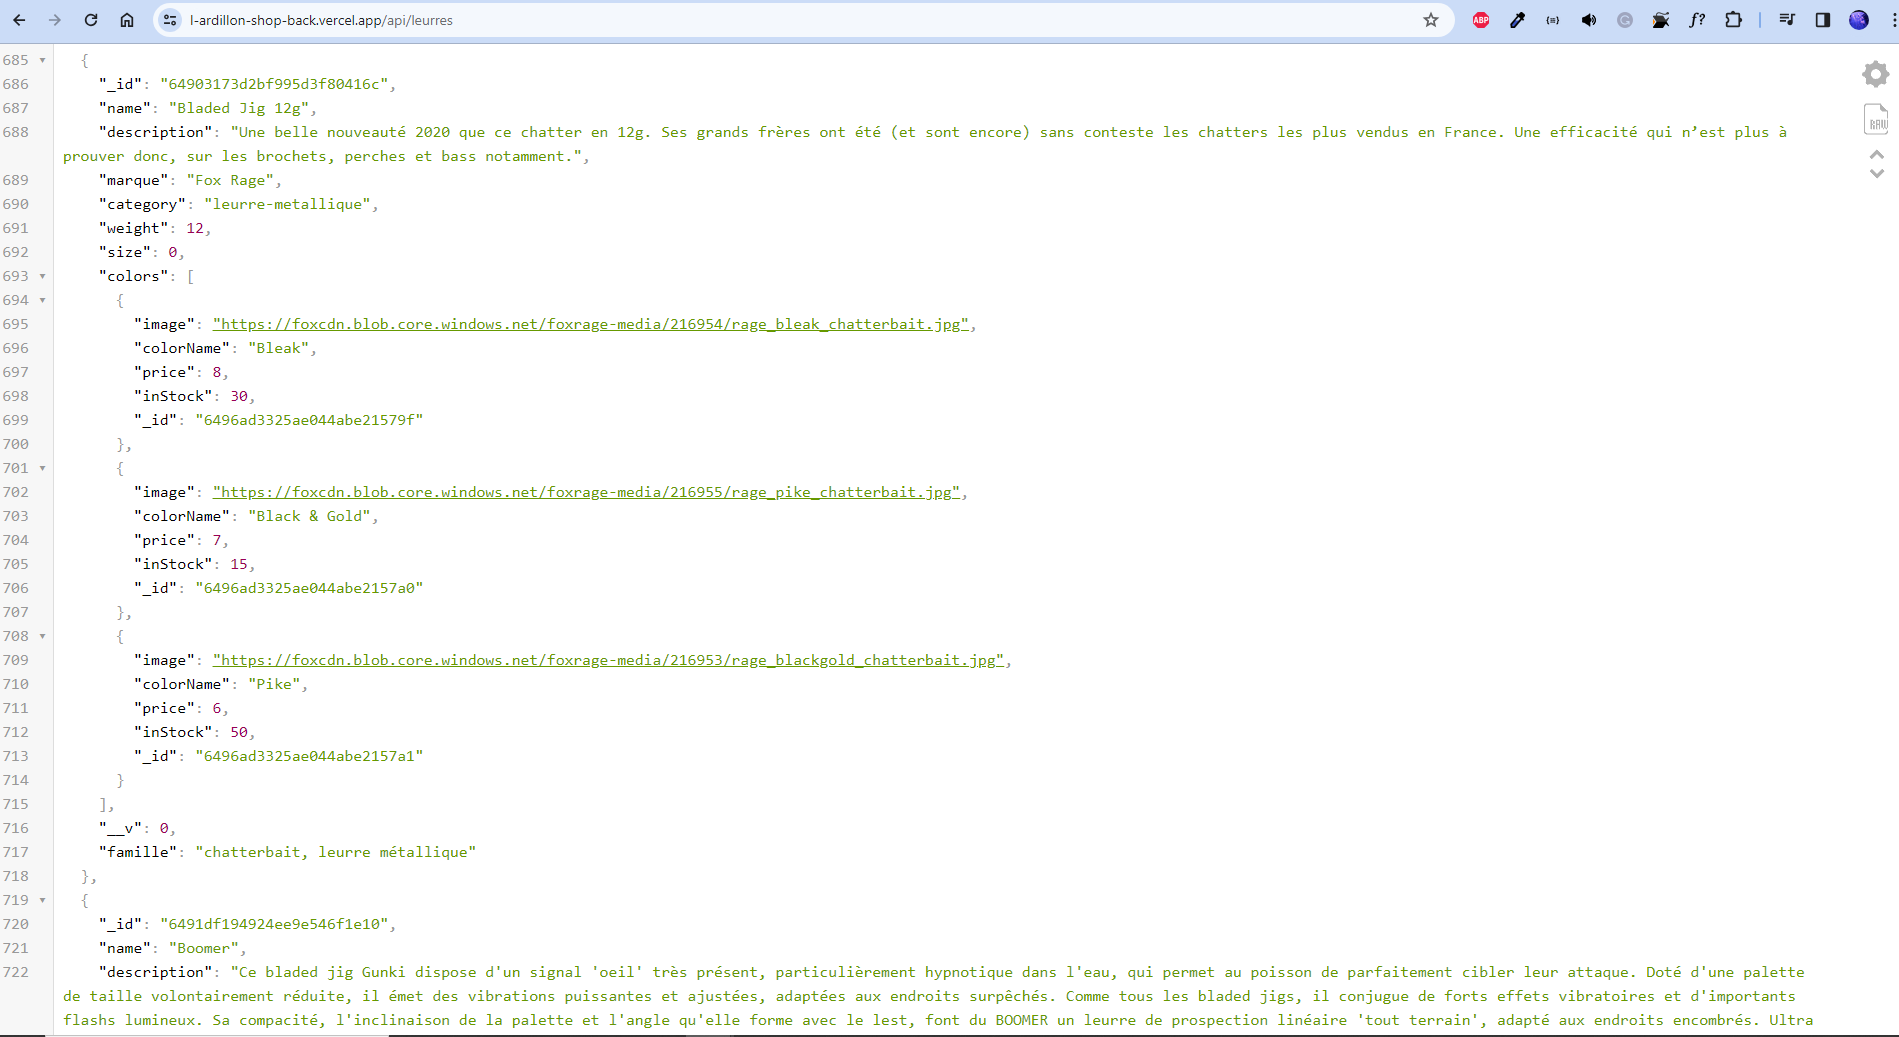 l-ardillon-shop-back.vercel.app/api/leurres
ABP
f?
RAW
685 {
686 "_id": "64903173d2bf995d3f80416c",
687 "name": "Bladed Jig 12g",
688 "description": "Une belle nouveauté 2020 que ce chatter en 12g. Ses grands frères ont été (et sont encore) sans conteste les chatters les plus vendus en France. Une efficacité qui n’est plus à
prouver donc, sur les brochets, perches et bass notamment.",
689 "marque": "Fox Rage",
690 "category": "leurre-metallique",
691 "weight": 12,
692 "size": 0,
693 "colors": [
694 {
695 "image": "https://foxcdn.blob.core.windows.net/foxrage-media/216954/rage_bleak_chatterbait.jpg",
696 "colorName": "Bleak",
697 "price": 8,
698 "inStock": 30,
699 "_id": "6496ad3325ae044abe21579f"
700 },
701 {
702 "image": "https://foxcdn.blob.core.windows.net/foxrage-media/216955/rage_pike_chatterbait.jpg",
703 "colorName": "Black & Gold",
704 "price": 7,
705 "inStock": 15,
706 "_id": "6496ad3325ae044abe2157a0"
707 },
708 {
709 "image": "https://foxcdn.blob.core.windows.net/foxrage-media/216953/rage_blackgold_chatterbait.jpg",
710 "colorName": "Pike",
711 "price": 6,
712 "inStock": 50,
713 "_id": "6496ad3325ae044abe2157a1"
714 }
715 ],
716 "__v": 0,
717 "famille": "chatterbait, leurre métallique"
718 },
719 {
720 "_id": "6491df194924ee9e546f1e10",
721 "name": "Boomer",
722 "description": "Ce bladed jig Gunki dispose d'un signal 'oeil' très présent, particulièrement hypnotique dans l'eau, qui permet au poisson de parfaitement cibler leur attaque. Doté d'une palette
de taille volontairement réduite, il émet des vibrations puissantes et ajustées, adaptées aux endroits surpêchés. Comme tous les bladed jigs, il conjugue de forts effets vibratoires et d'importants
flashs lumineux. Sa compacité, l'inclinaison de la palette et l'angle qu'elle forme avec le lest, font du BOOMER un leurre de prospection linéaire 'tout terrain', adapté aux endroits encombrés. Ultra